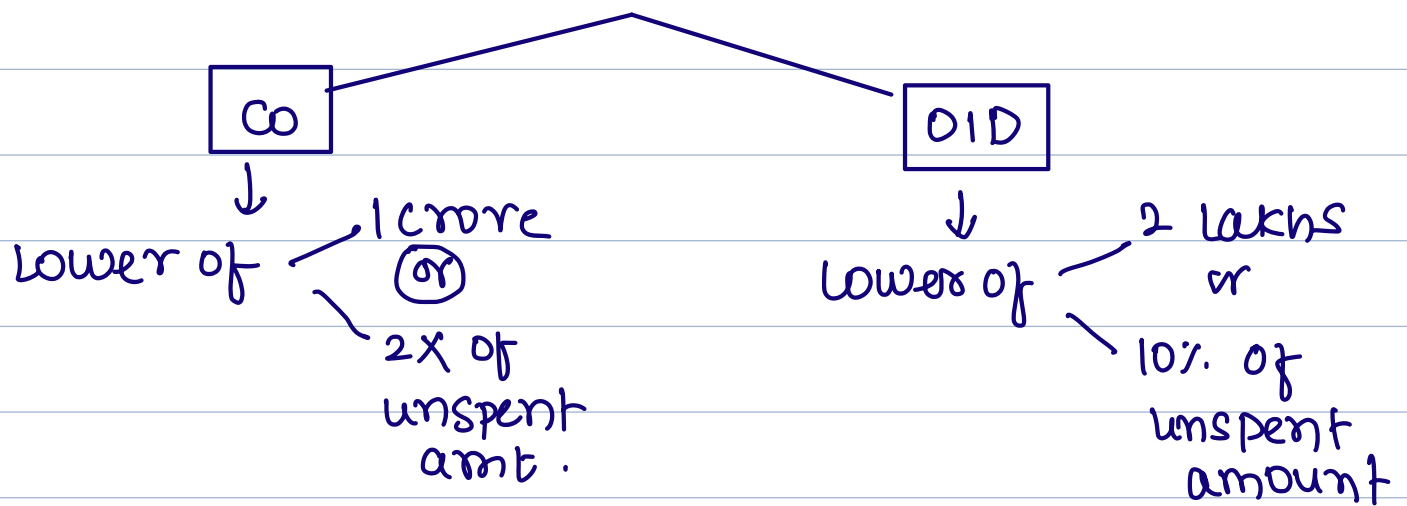 CO
OID
↓
↓
1 crore
2 Lakhs
Lower of
or
Lower of
or
2X of
10% of
unspent
unspent
amt.
amount